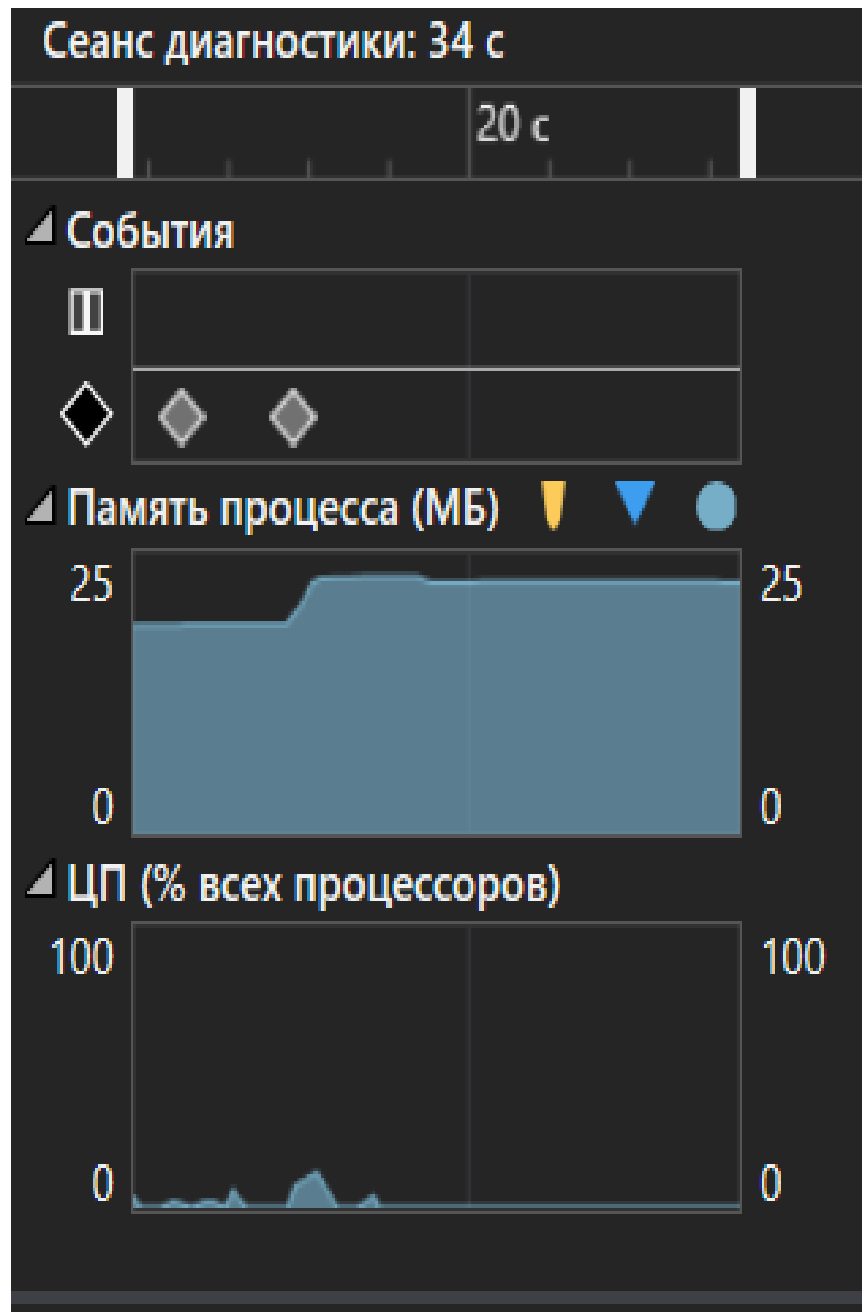 Сеанс диагностики: 34 с
20 с
События
Память процесса (МБ)
25 25
0 0
ЦП (% всех процессоров)
100 100
0 0